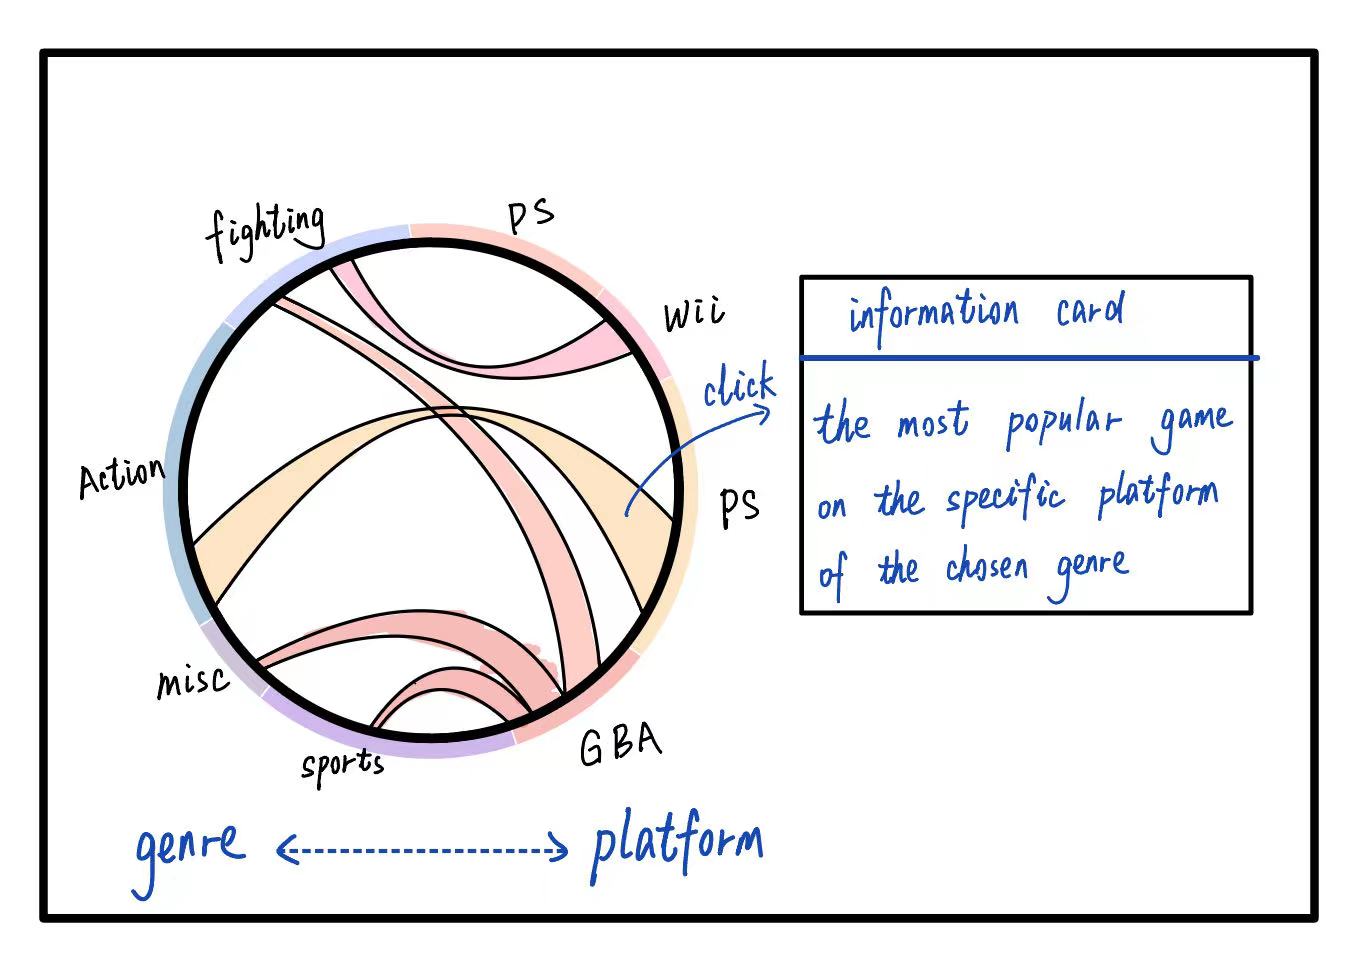 fighting
PS
Wii
click
Action
PS
misc
sports
GBA
genre
platform
information card
the most popular game
on the specific platform
of the chosen genre